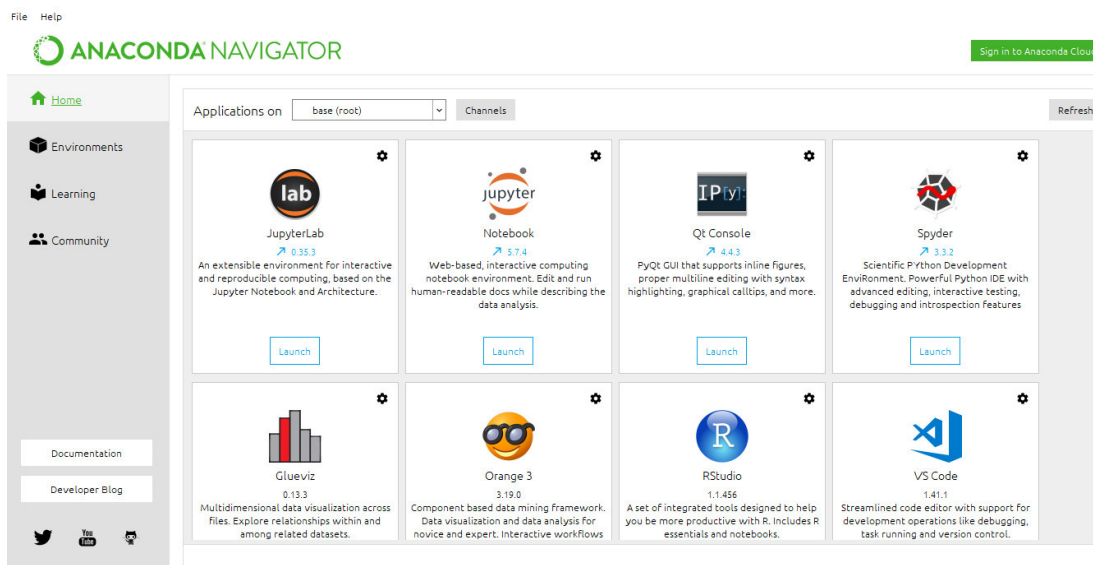 File Help
ANACONDA NAVIGATOR
Sign in to Anaconda Cloud
Home
Environments
Learning
Community
Documentation
Developer Blog
You
Tube
Applications on base (root) Channels Refresh
lab
JupyterLab
0.35.3
An extensible environment for interactive
and reproducible computing, based on the
Jupyter Notebook and Architecture.
Launch
jupyter
Notebook
5.7.4
Web-based, interactive computing
notebook environment. Edit and run
human-readable docs while describing the
data analysis.
Launch
IP[y]:
Qt Console
4.4.3
PyQt GUI that supports inline figures,
proper multiline editing with syntax
highlighting, graphical calltips, and more.
Launch
Spyder
3.3.2
Scientific PYthon Development
EnviRonment. Powerful Python IDE with
advanced editing, interactive testing,
debugging and introspection features
Launch
Glueviz
0.13.3
Multidimensional data visualization across
files. Explore relationships within and
among related datasets.
Orange 3
3.19.0
Component based data mining framework.
Data visualization and data analysis for
novice and expert. Interactive workflows
R
RStudio
1.1.456
A set of integrated tools designed to help
you be more productive with R. Includes R
essentials and notebooks.
VS Code
1.41.1
Streamlined code editor with support for
development operations like debugging,
task running and version control.